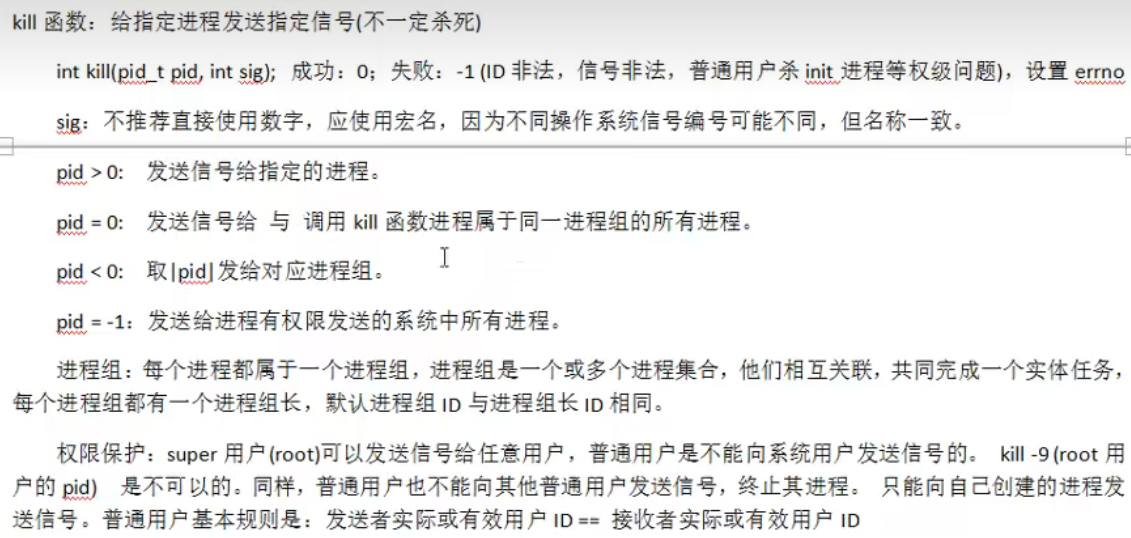 kill 函数：给指定进程发送指定信号(不一定杀死)
int kill(pid_t pid, int sig); 成功：0；失败：-1 (ID 非法，信号非法，普通用户杀 init 进程等权级问题)，设置 errno
sig：不推荐直接使用数字，应使用宏名，因为不同操作系统信号编号可能不同，但名称一致。
pid > 0: 发送信号给指定的进程。
pid = 0: 发送信号给 与 调用 kill 函数进程属于同一进程组的所有进程。
pid < 0: 取|pid|发给对应进程组。
pid = -1：发送给进程有权限发送的系统中所有进程。
进程组：每个进程都属于一个进程组，进程组是一个或多个进程集合，他们相互关联，共同完成一个实体任务，
每个进程组都有一个进程组长，默认进程组 ID 与进程组长 ID 相同。
权限保护：super 用户(root)可以发送信号给任意用户，普通用户是不能向系统用户发送信号的。 kill -9 (root 用
户的 pid) 是不可以的。同样，普通用户也不能向其他普通用户发送信号，终止其进程。 只能向自己创建的进程发
送信号。普通用户基本规则是：发送者实际或有效用户 ID == 接收者实际或有效用户 ID